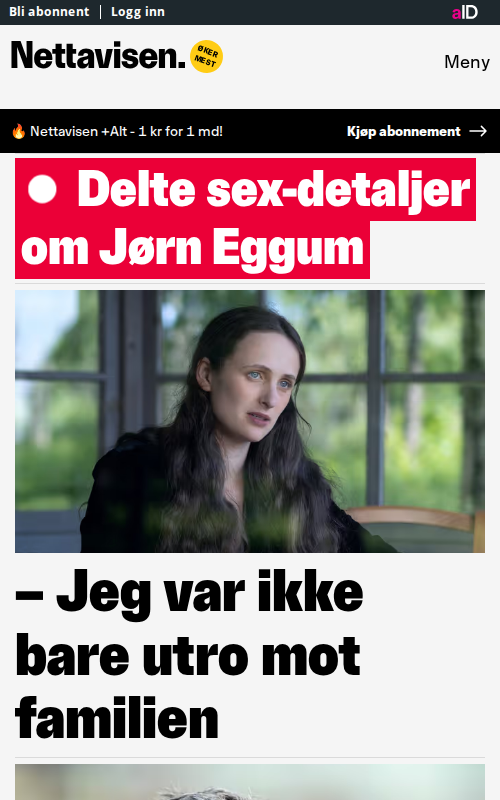 Bli abonnent | Logg inn
aID
Nettavisen.
ØKER
MEST
Meny
🔥 Nettavisen +Alt - 1 kr for 1 md!
Kjøp abonnement →
Delte sex-detaljer
om Jørn Eggum
– Jeg var ikke
bare utro mot
familien